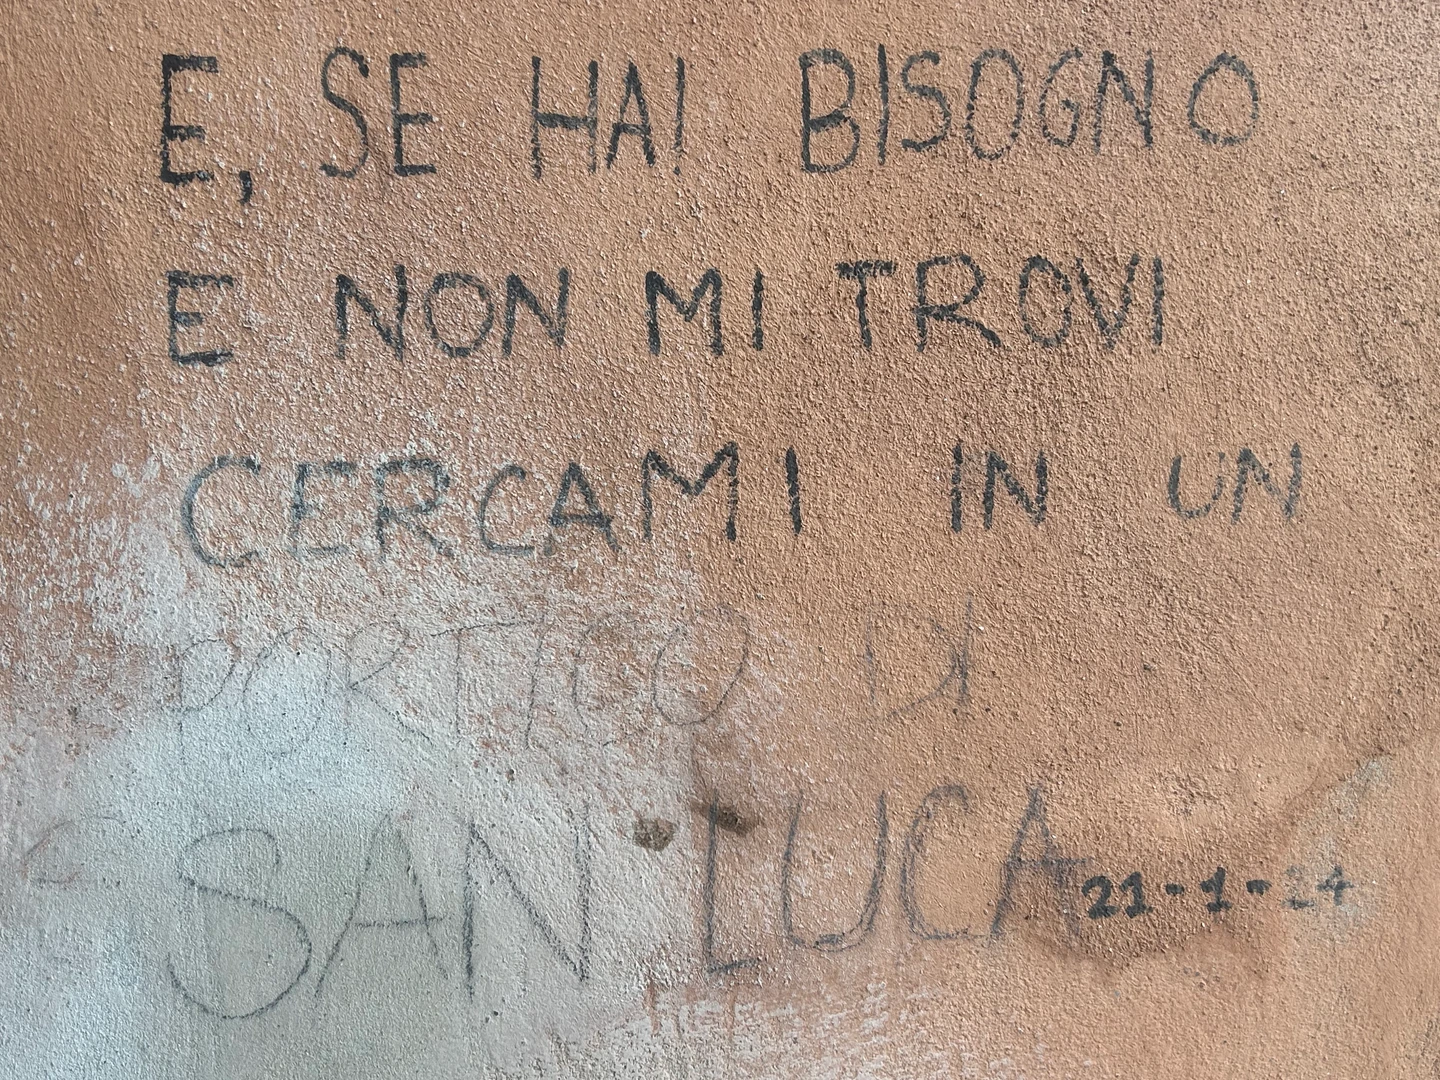 E, SE HAI BISOGNO
E NON MI TROVI
CERCAMI IN UN
PORTICO DI
SAN LUCA 21-1-24